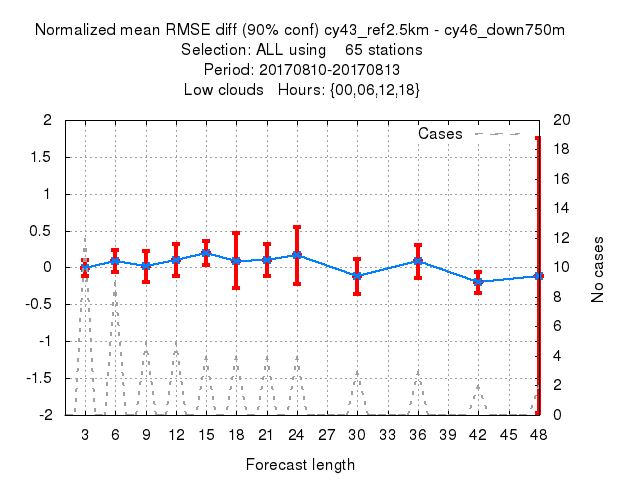 Normalized mean RMSE diff (90% conf) cy43_ref2.5km - cy46_down750m
Selection: ALL using 65 stations
Period: 20170810-20170813
Low clouds Hours: {00,06,12,18}
Cases
2
1.5
1
0.5
0
-0.5
-1
-1.5
-2
20
18
16
14
12
10
8
6
4
2
0
No cases
3 6 9 12 15 18 21 24 27 30 33 36 39 42 45 48
Forecast length